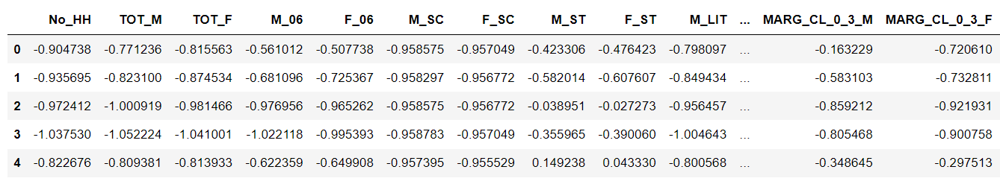 No_HH TOT_M TOT_F M_06 F_06 M_SC F_SC M_ST F_ST M_LIT ... MARG_CL_0_3_M MARG_CL_0_3_F
0 -0.904738 -0.771236 -0.815563 -0.561012 -0.507738 -0.958575 -0.957049 -0.423306 -0.476423 -0.798097 ... -0.163229 -0.720610
1 -0.935695 -0.823100 -0.874534 -0.681096 -0.725367 -0.958297 -0.956772 -0.582014 -0.607607 -0.849434 ... -0.583103 -0.732811
2 -0.972412 -1.000919 -0.981466 -0.976956 -0.965262 -0.958575 -0.956772 -0.038951 -0.027273 -0.956457 ... -0.859212 -0.921931
3 -1.037530 -1.052224 -1.041001 -1.022118 -0.995393 -0.958783 -0.957049 -0.355965 -0.390060 -1.004643 ... -0.805468 -0.900758
4 -0.822676 -0.809381 -0.813933 -0.622359 -0.649908 -0.957395 -0.955529 0.149238 0.043330 -0.800568 ... -0.348645 -0.297513